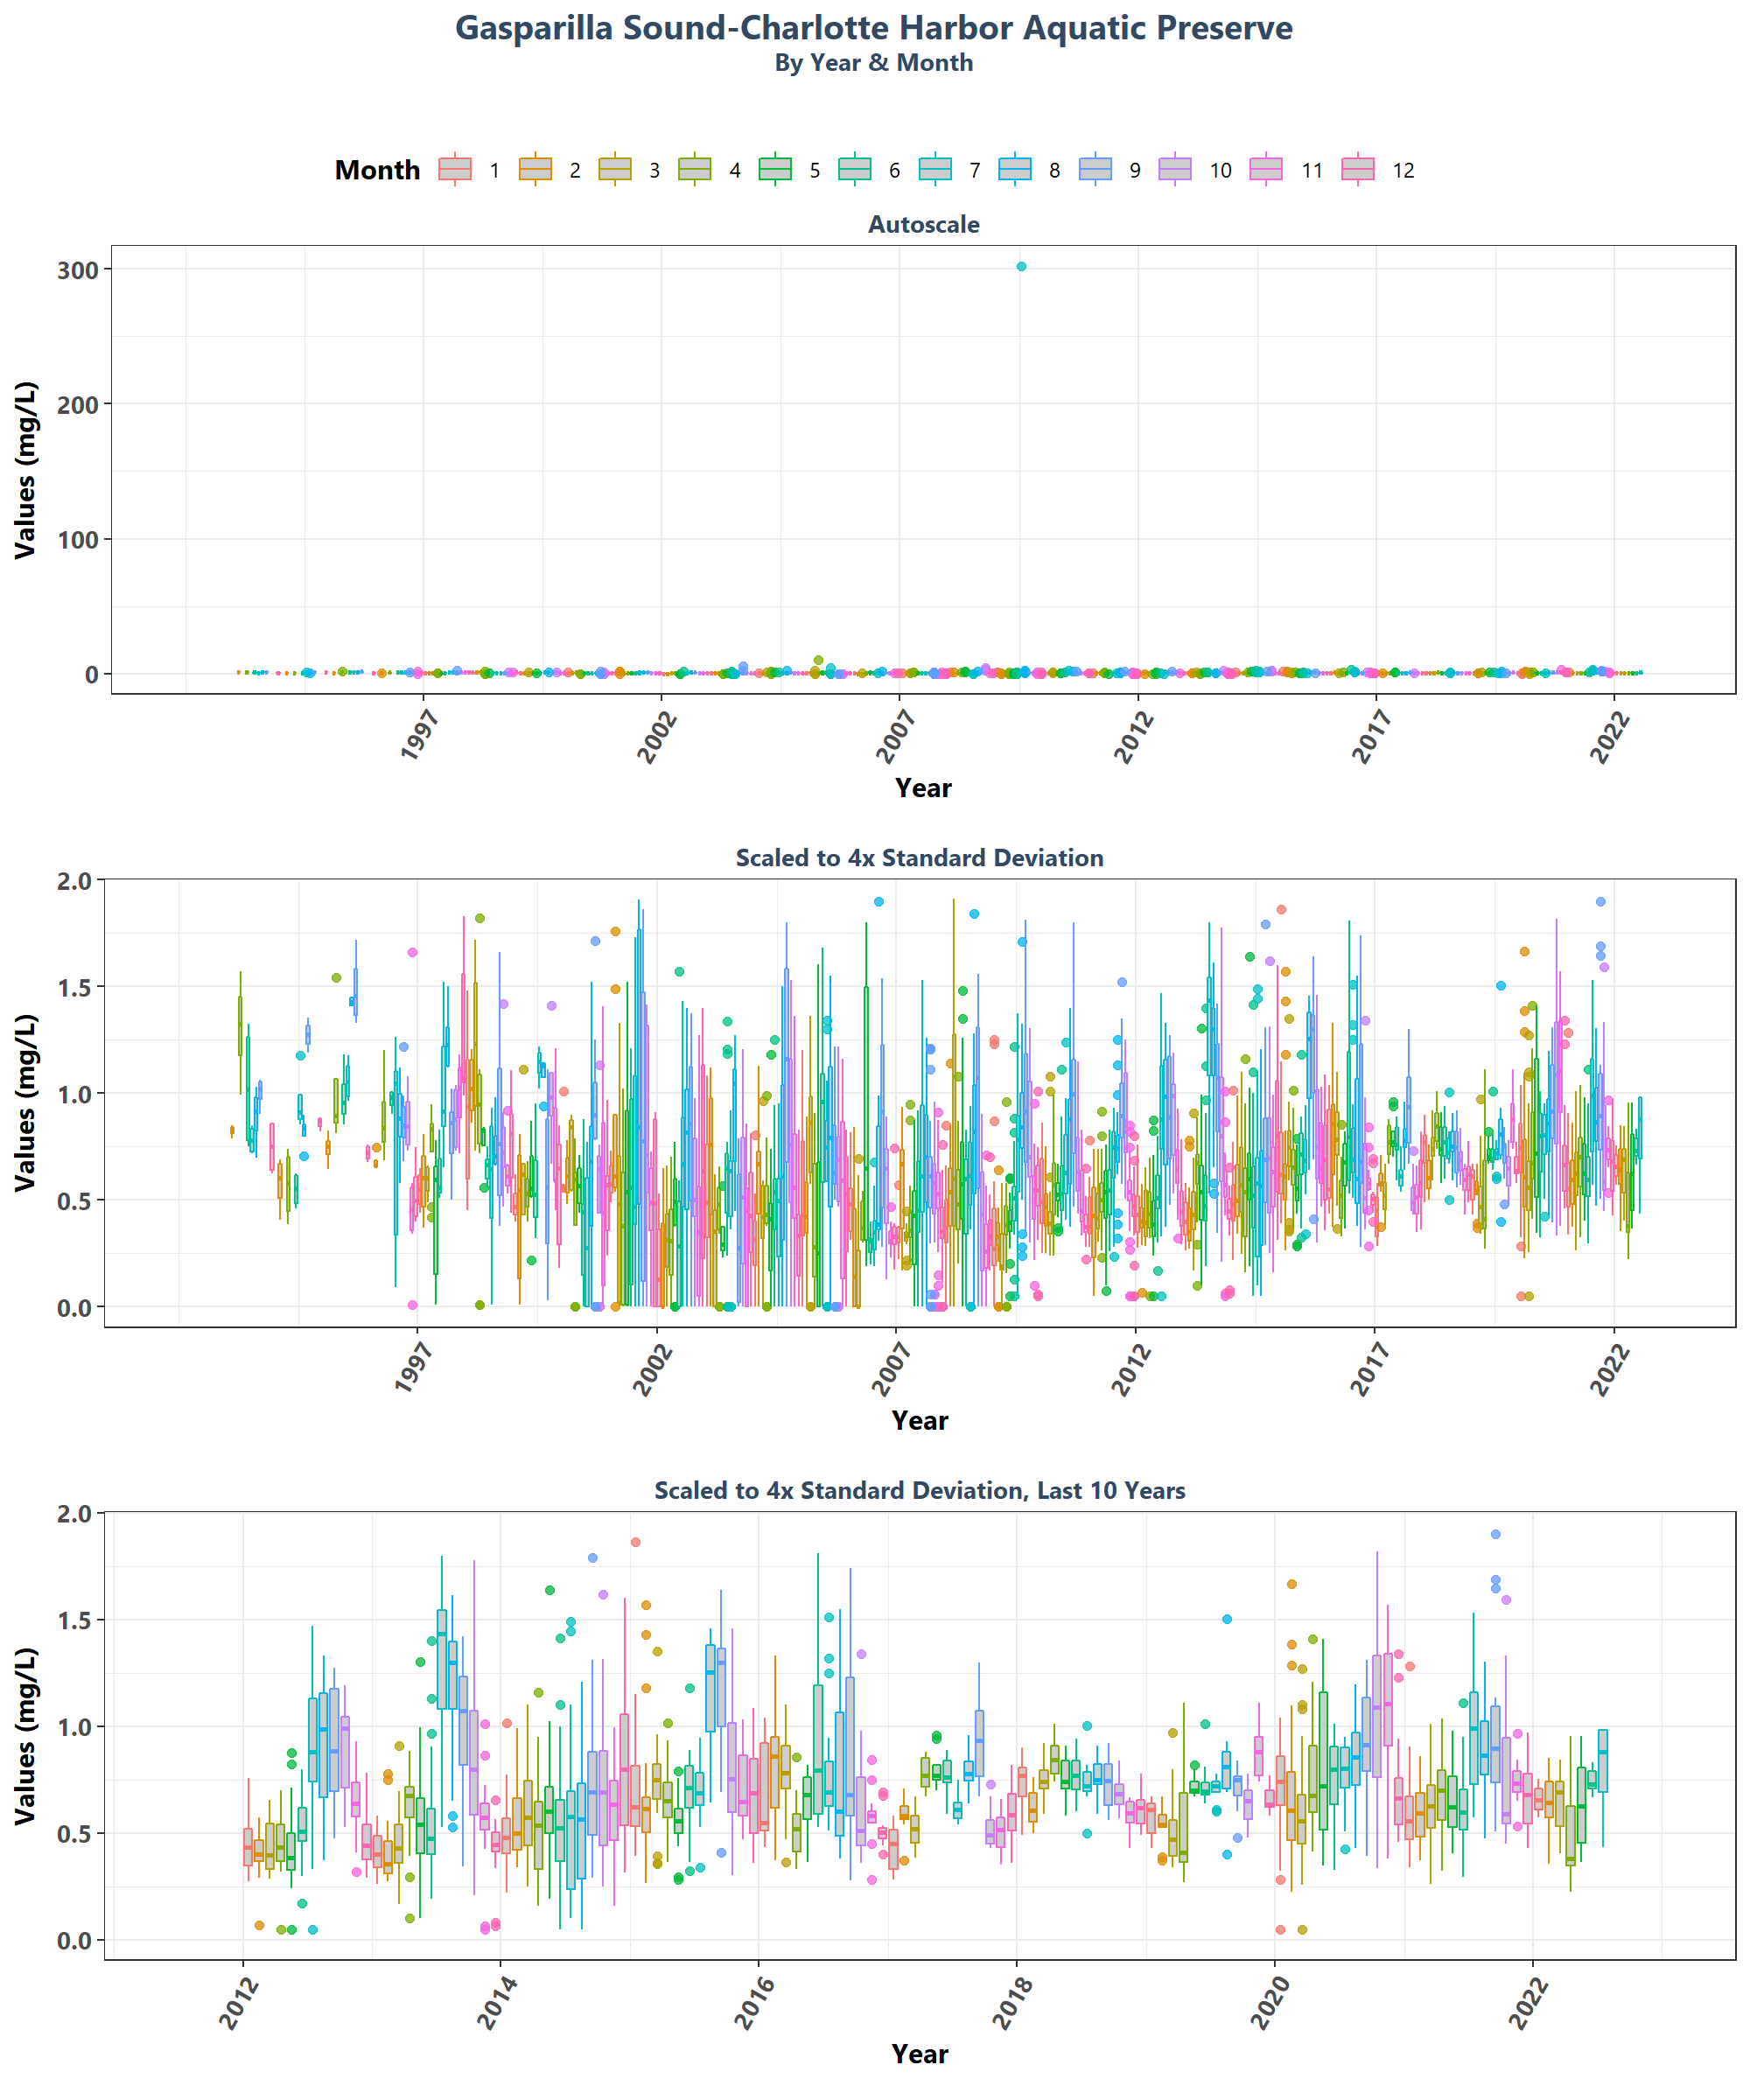 Gasparilla Sound-Charlotte Harbor Aquatic Preserve
By Year & Month
Month 1 2 3 4 5 6 7 8 9 10 11 12
Autoscale
300
200
100
0
Values (mg/L)
1997 2002 2007 2012 2017 2022
Year
Scaled to 4x Standard Deviation
2.0
1.5
1.0
0.5
0.0
Values (mg/L)
1997 2002 2007 2012 2017 2022
Year
Scaled to 4x Standard Deviation, Last 10 Years
2.0
1.5
1.0
0.5
0.0
Values (mg/L)
2012 2014 2016 2018 2020 2022
Year